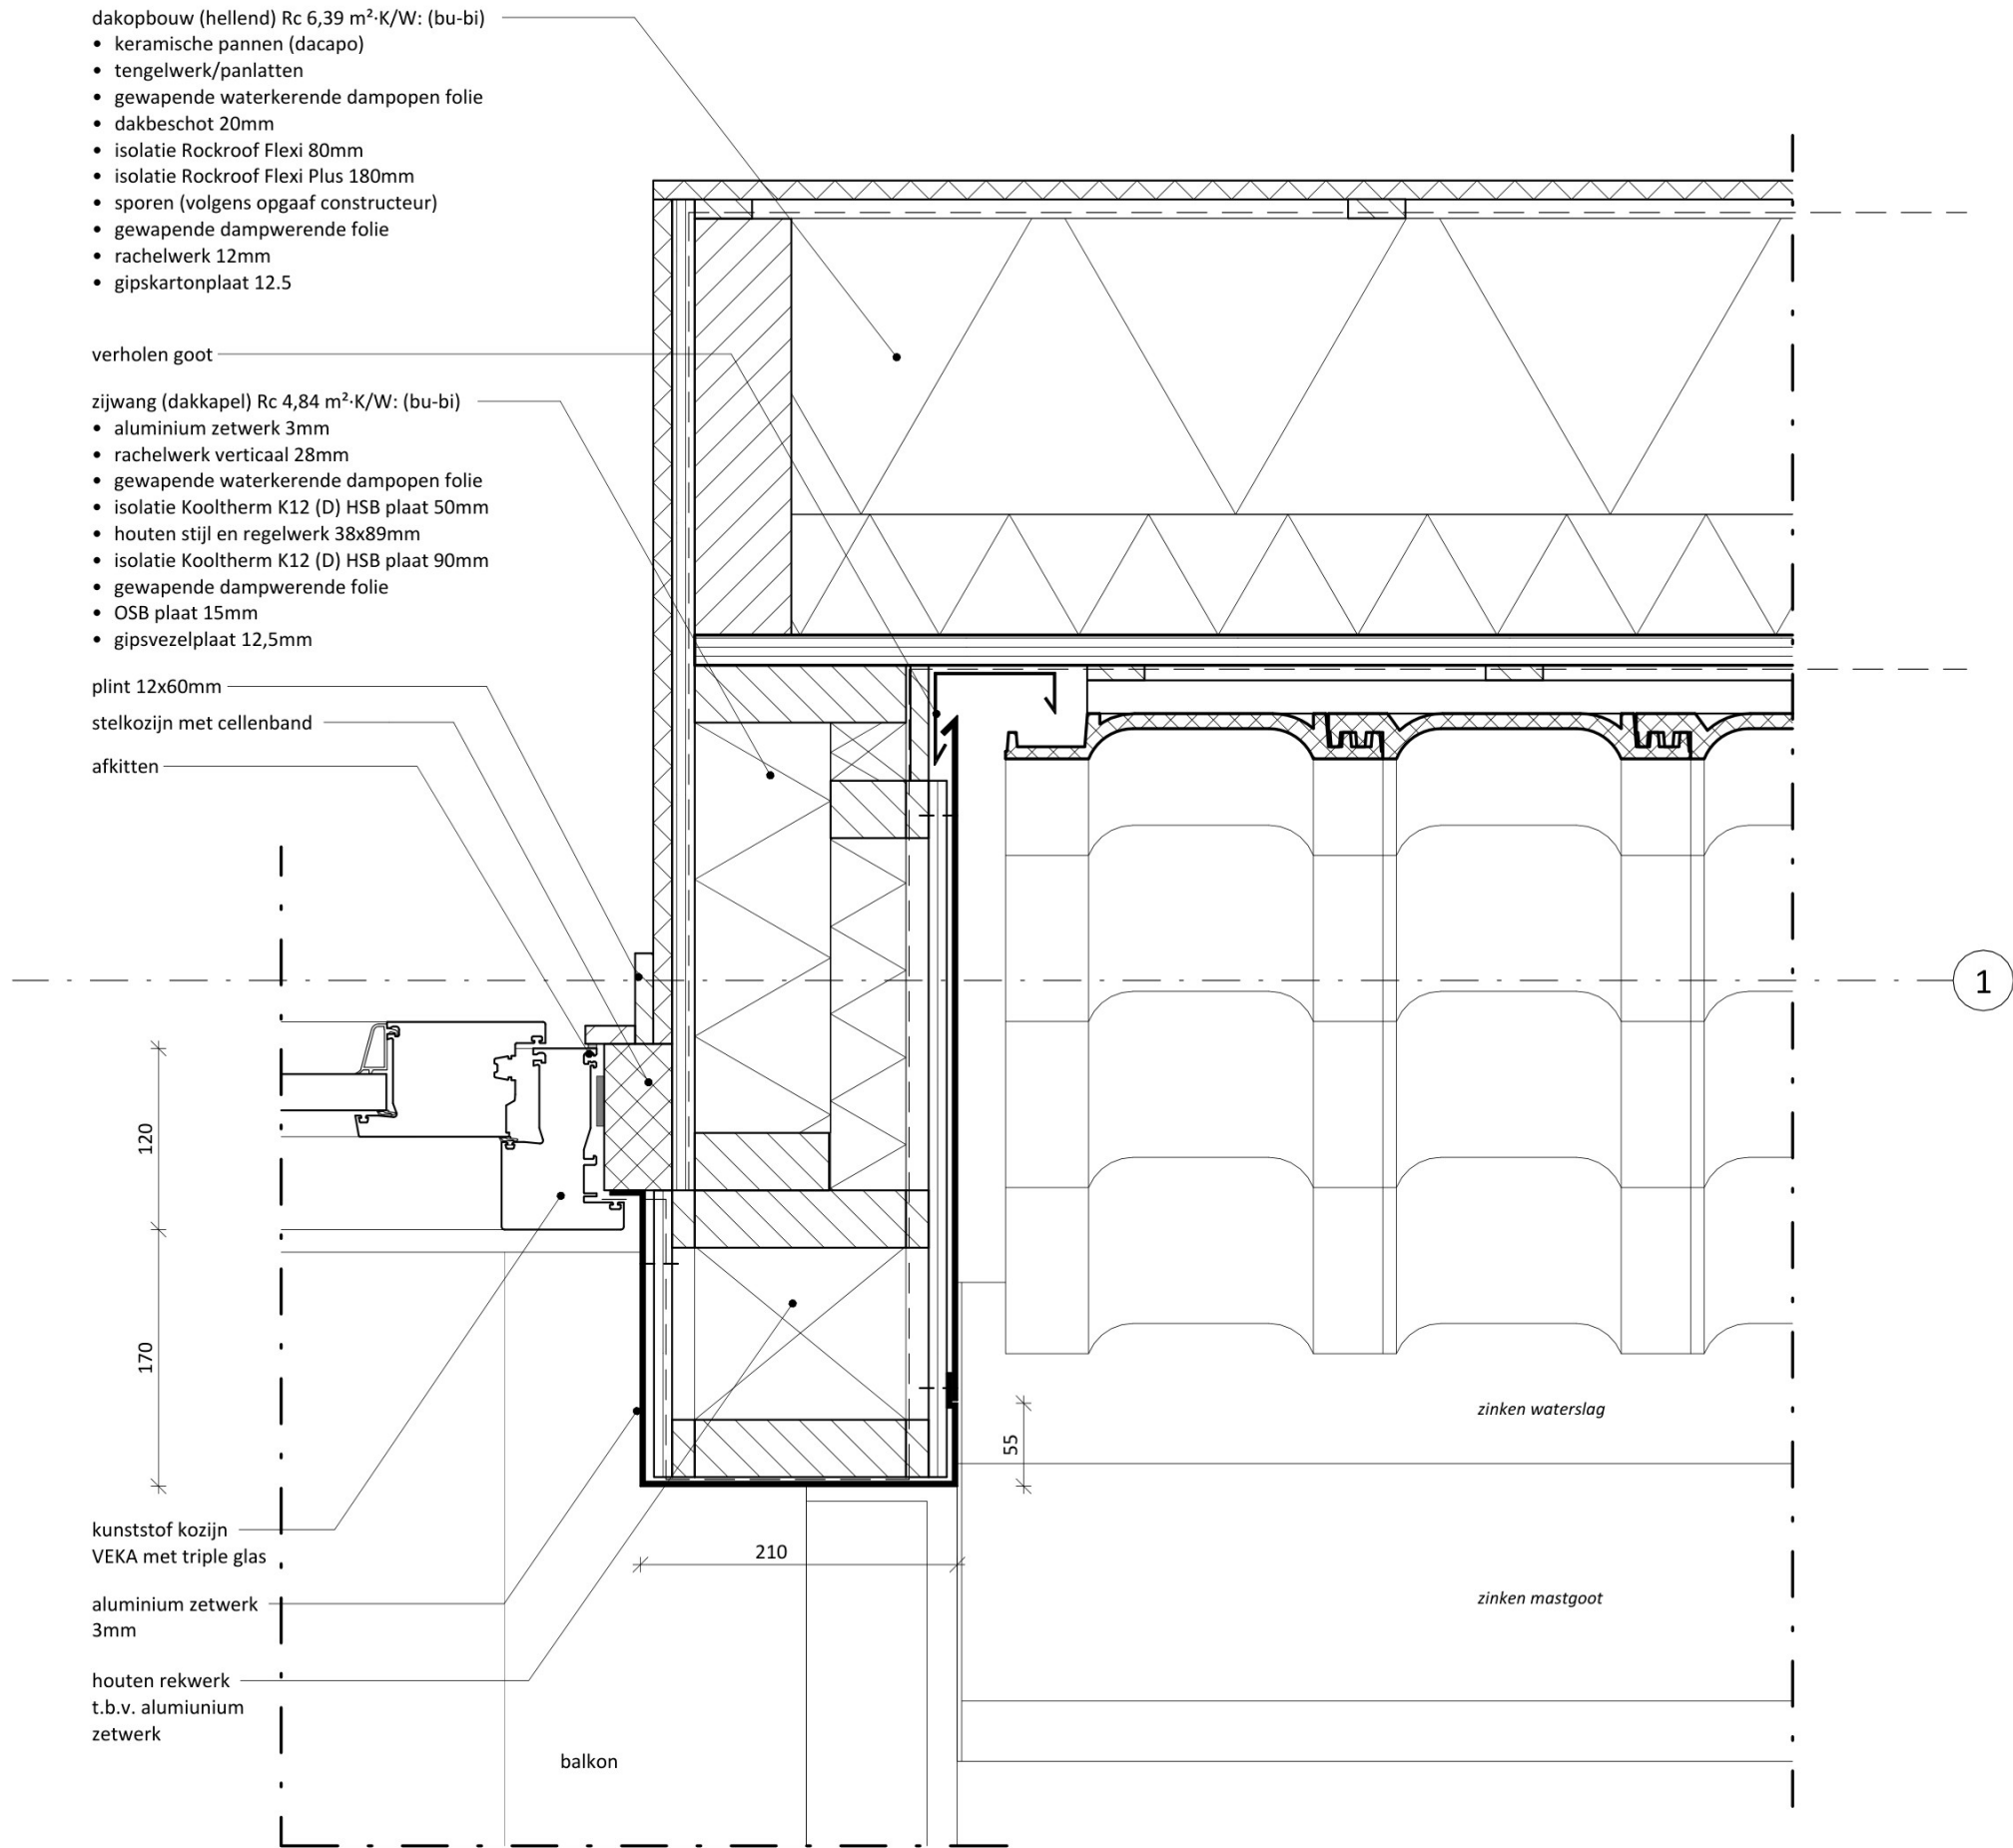 dakopbouw (hellend) Rc 6,39 m²·K/W: (bu-bi)
• keramische pannen (dacapo)
• tengelwerk/panlatten
• gewapende waterkerende dampopen folie
• dakbeschot 20mm
• isolatie Rockroof Flexi 80mm
• isolatie Rockroof Flexi Plus 180mm
• sporen (volgens opgaaf constructeur)
• gewapende dampwerende folie
• rachelwerk 12mm
• gipskartonplaat 12.5
verholen goot
zijwang (dakkapel) Rc 4,84 m²·K/W: (bu-bi)
• aluminium zetwerk 3mm
• rachelwerk verticaal 28mm
• gewapende waterkerende dampopen folie
• isolatie Kooltherm K12 (D) HSB plaat 50mm
• houten stijl en regelwerk 38x89mm
• isolatie Kooltherm K12 (D) HSB plaat 90mm
• gewapende dampwerende folie
• OSB plaat 15mm
• gipsvezelplaat 12,5mm
plint 12x60mm
stelkozijn met cellenband
afkitten
1
120
170
55
210
zinken waterslag
zinken mastgoot
kunststof kozijn
VEKA met triple glas
aluminium zetwerk
3mm
houten rekwerk
t.b.v. alumiunium
zetwerk
balkon